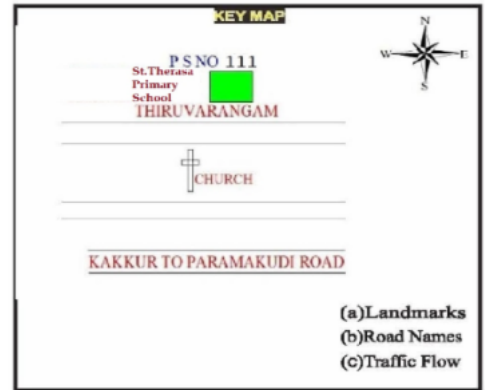 KEY MAP
N
P S NO 111
W E
St.Therasa
Primary
School
S
THIRUVARANGAM
CHURCH
KAKKUR TO PARAMAKUDI ROAD
(a)Landmarks
(b)Road Names
(c)Traffic Flow